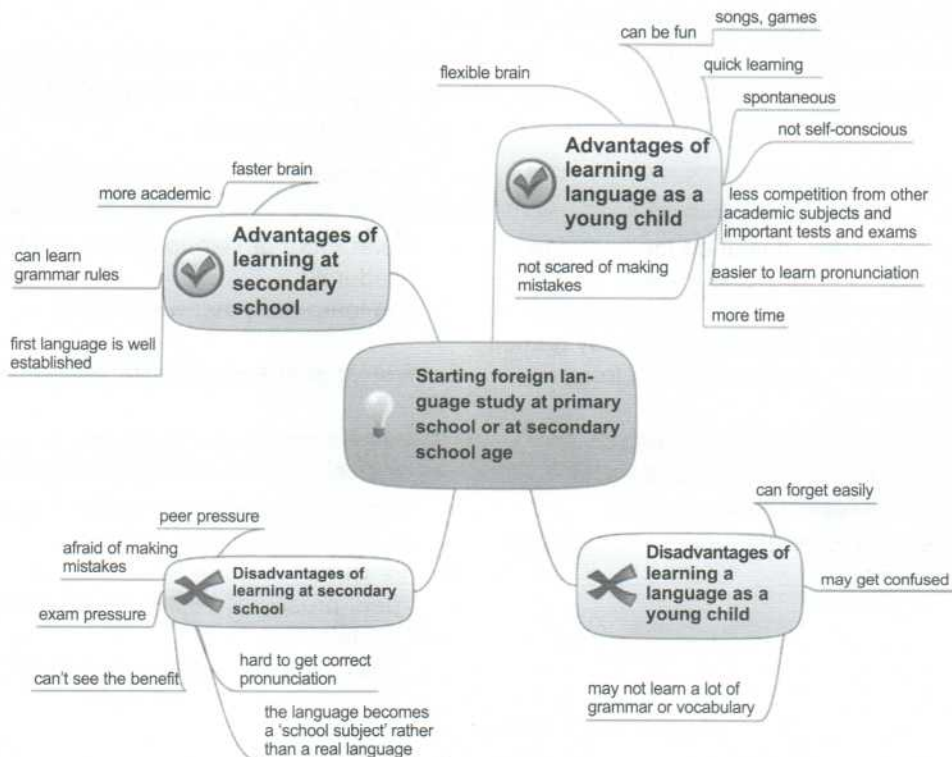 songs, games
can be fun
quick learning
flexible brain
spontaneous
not self-conscious
Advantages of
learning a
language as a
young child
less competition from other
academic subjects and
important tests and exams
not scared of making
mistakes
easier to learn pronunciation
more time
faster brain
more academic
Advantages of
learning at
secondary
school
can learn
grammar rules
first language is well
established
Starting foreign lan-
guage study at primary
school or at secondary
school age
peer pressure
afraid of making
mistakes
Disadvantages of
learning at secondary
school
exam pressure
can't see the benefit
hard to get correct
pronunciation
the language becomes
a 'school subject' rather
than a real language
can forget easily
Disadvantages of
learning a
language as a
young child
may get confused
may not learn a lot of
grammar or vocabulary